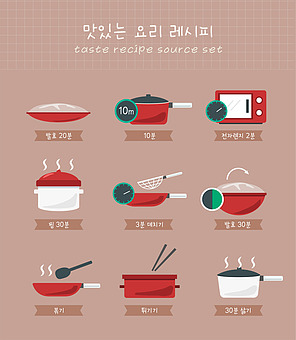 맛있는 요리 레시피
taste recipe source set
10m
발효 20분
10분
전자렌지 2분
찜 30분
3분 데치기
발효 30분
볶기
튀기기
30분 삶기